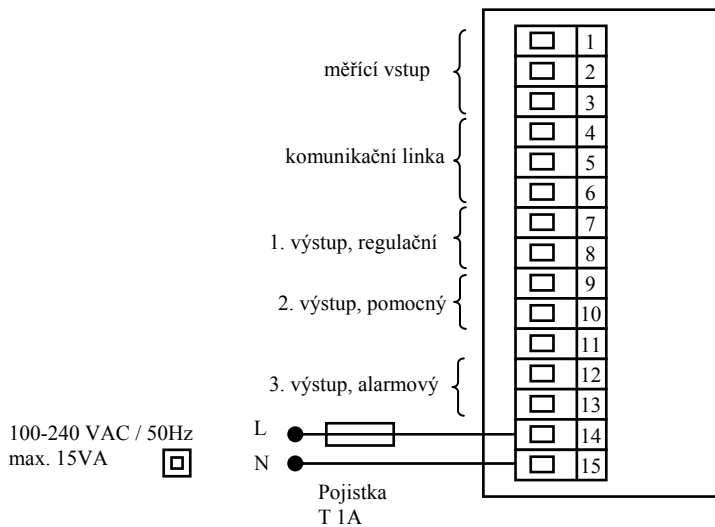 měřící vstup
komunikační linka
1. výstup, regulační
2. výstup, pomocný
3. výstup, alarmový
1
2
3
4
5
6
7
8
9
10
11
12
13
14
15
100-240 VAC / 50Hz
max. 15VA
L
N
Pojistka
T 1A